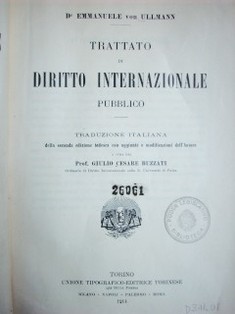 Dr EMMANUELE VON ULLMANN
TRATTATO
DI
DIRITTO INTERNAZIONALE
PUBBLICO
TRADUZIONE ITALIANA
della seconda edizione tedesca con aggiunte e modificazioni dell'Autore
Prof. GIULIO CESARE BUZZATI
26061
TORINO
UNIONE TIPOGRAFICO-EDITRICE TORINESE
MILANO - NAPOLI - PALERMO - ROMA